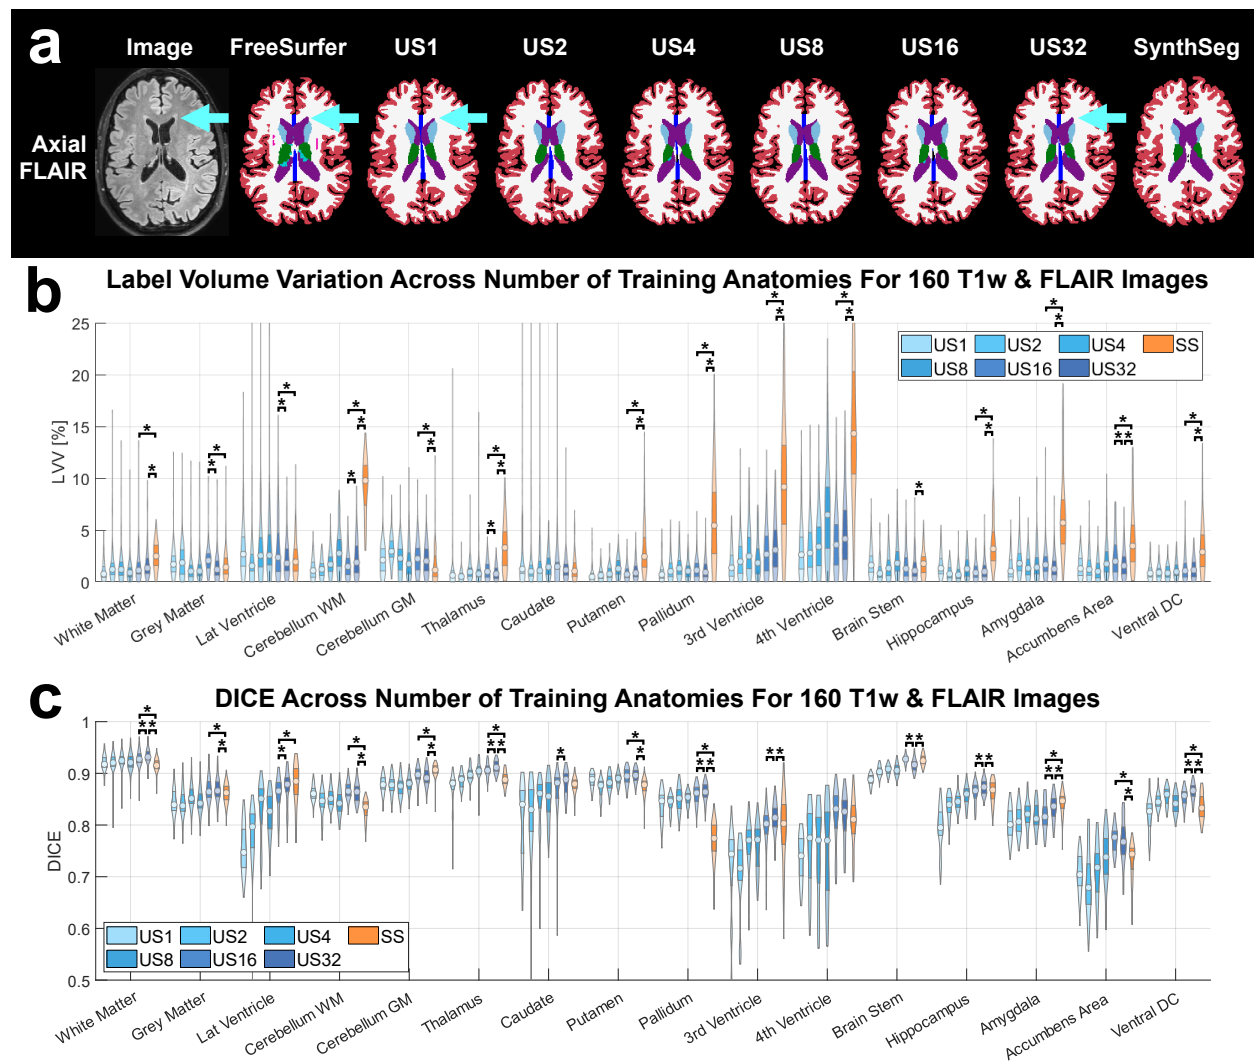 a
Image FreeSurfer US1 US2 US4 US8 US16 US32 SynthSeg
Axial
FLAIR
b
Label Volume Variation Across Number of Training Anatomies For 160 T1w & FLAIR Images
LVV [%]
25
20
15
10
5
0
US1 US2 US4 SS
US8 US16 US32
White Matter Grey Matter Lat Ventricle Cerebellum WM Cerebellum GM Thalamus Caudate Putamen Pallidum 3rd Ventricle 4th Ventricle Brain Stem Hippocampus Amygdala Accumbens Area Ventral DC
c
DICE Across Number of Training Anatomies For 160 T1w & FLAIR Images
DICE
1
0.9
0.8
0.7
0.6
0.5
US1 US2 US4 SS
US8 US16 US32
White Matter Grey Matter Lat Ventricle Cerebellum WM Cerebellum GM Thalamus Caudate Putamen Pallidum 3rd Ventricle 4th Ventricle Brain Stem Hippocampus Amygdala Accumbens Area Ventral DC